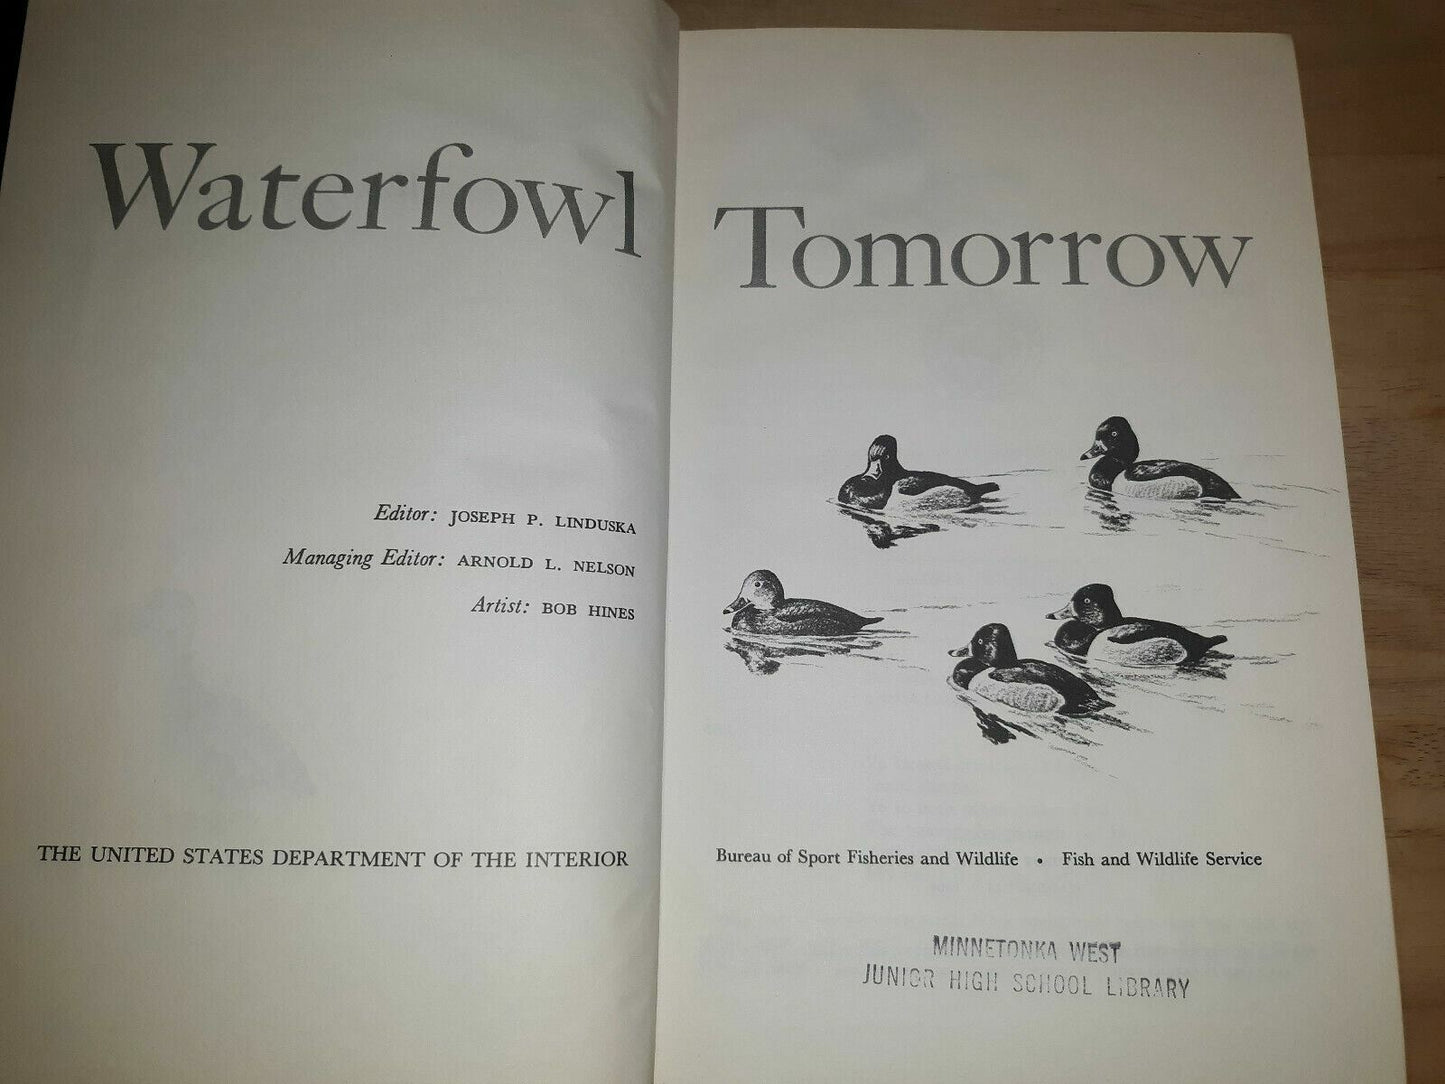 Waterfowl
Editor: JOSEPH P. LINDUSKA
Managing Editor: ARNOLD L. NELSON
Artist: BOB HINES
THE UNITED STATES DEPARTMENT OF THE INTERIOR
Tomorrow
Bureau of Sport Fisheries and Wildlife • Fish and Wildlife Service
MINNETONKA WEST
JUNIOR HIGH SCHOOL LIBRARY